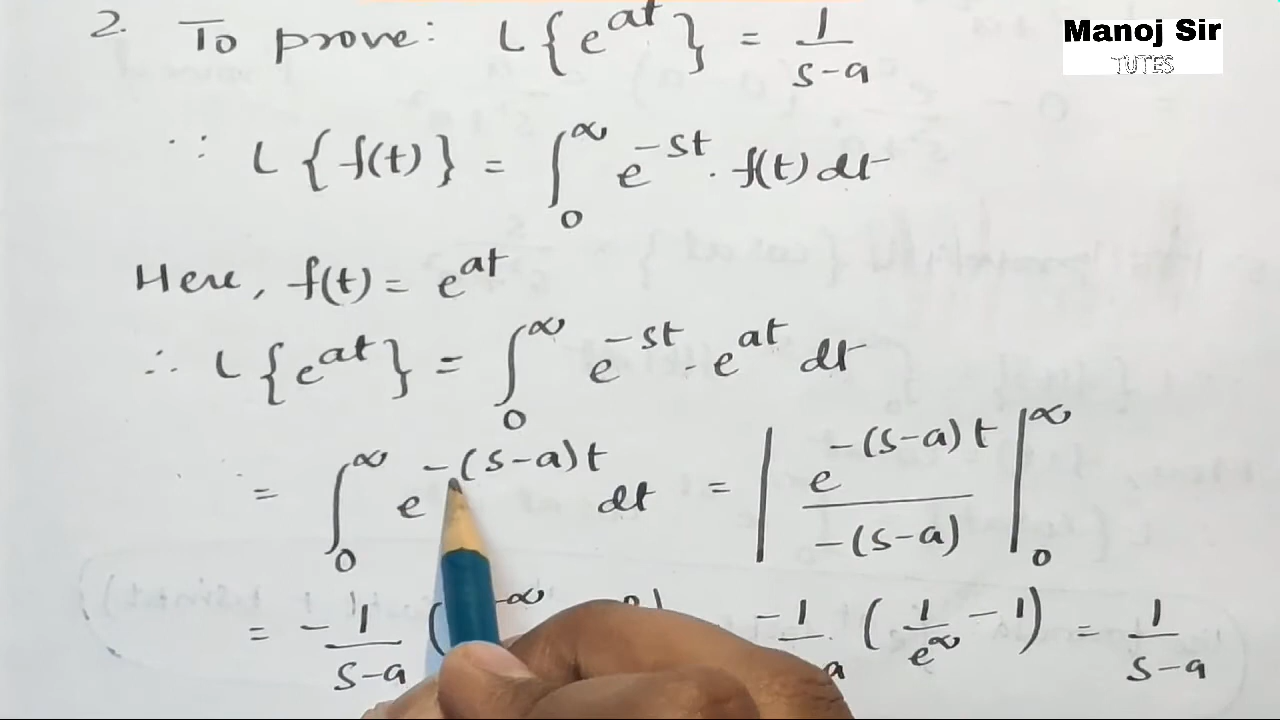 2. To prove: L{e^at} = 1/(s-a)
Manoj Sir
TUTES
∵ L{f(t)} = ∫₀^∞ e^-st . f(t) dt
Here, f(t) = e^at
∴ L{e^at} = ∫₀^∞ e^-st - e^at dt
= ∫₀^∞ e^-(s-a)t dt = | e^-(s-a)t / -(s-a) |₀^∞
= -1/(s-a) ( -∞ -1/ a (1/e^∞ - 1) = 1/(s-a)